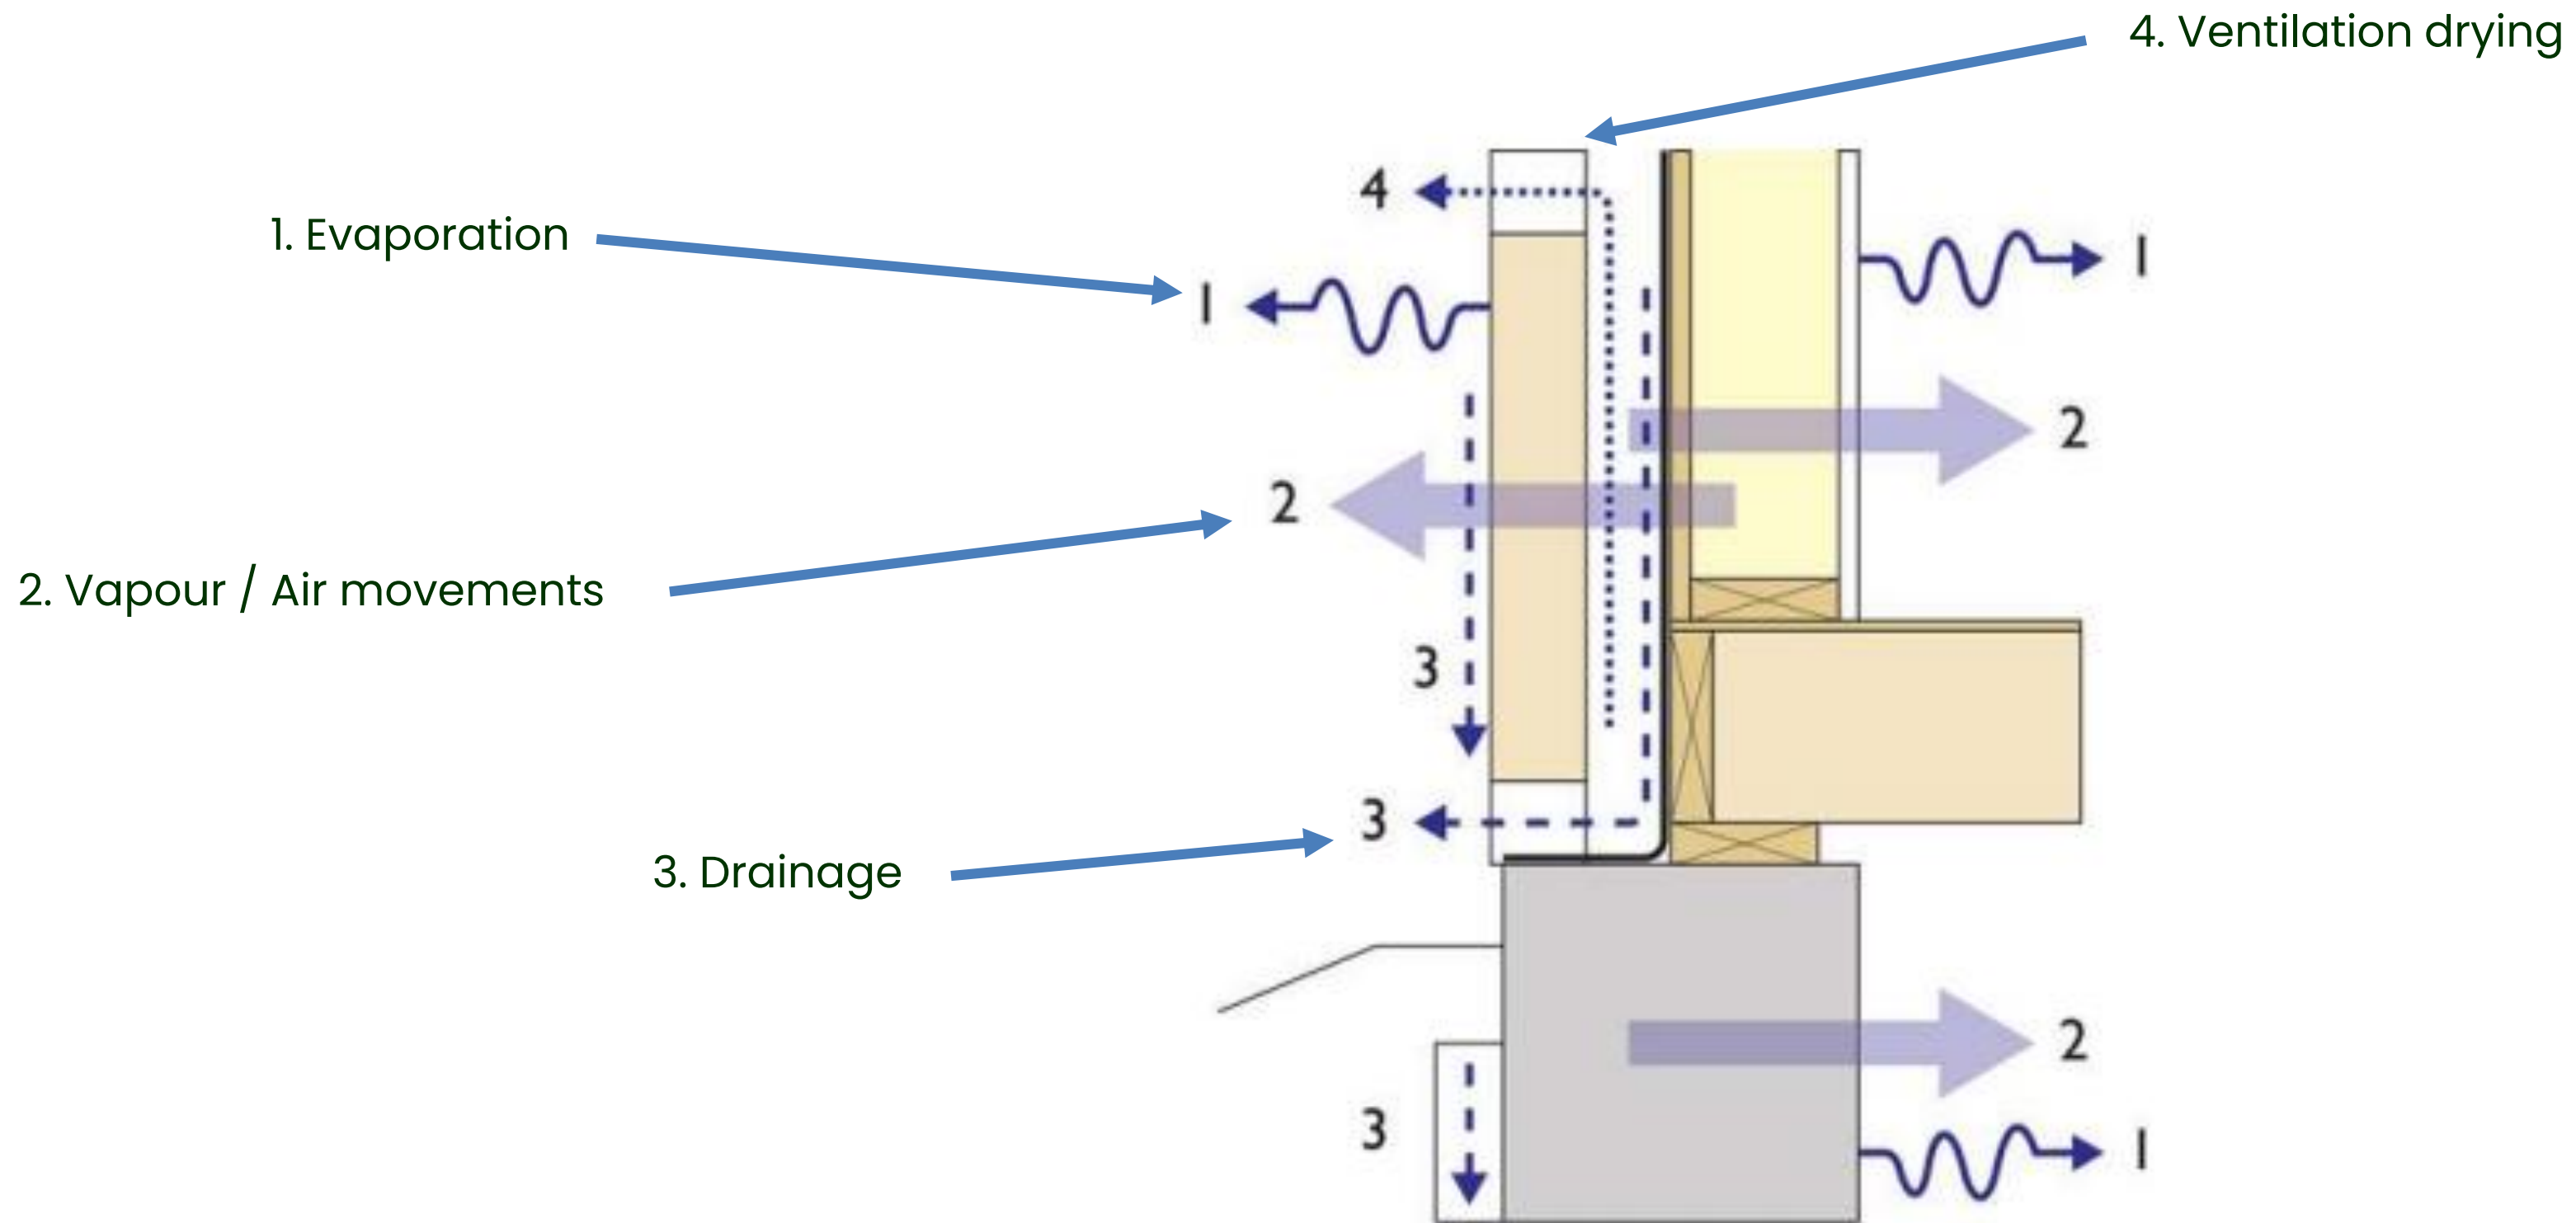 4. Ventilation drying
4
1. Evaporation
1
1
2
2. Vapour / Air movements
2
3
3
3. Drainage
2
3
1